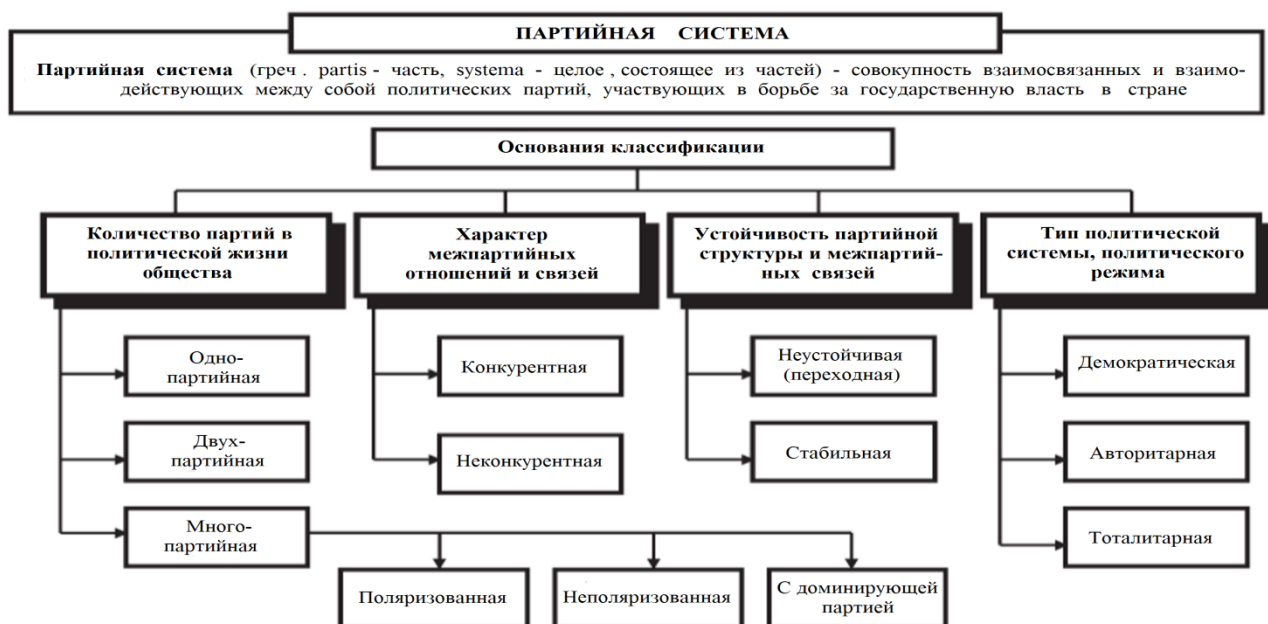 ПАРТИЙНАЯ СИСТЕМА
Партийная система (греч. partis - часть, systema - целое, состоящее из частей) - совокупность взаимосвязанных и взаимо-
действующих между собой политических партий, участвующих в борьбе за государственную власть в стране
Основания классификации
Количество партий в
политической жизни
общества
Характер
межпартийных
отношений и связей
Устойчивость партийной
структуры и межпартий-
ных связей
Тип политической
системы, политического
режима
Одно-
партийная
Двух-
партийная
Много-
партийная
Поляризованная
Неполяризованная
С доминирующей
партией
Конкурентная
Неконкурентная
Неустойчивая
(переходная)
Стабильная
Демократическая
Авторитарная
Тоталитарная